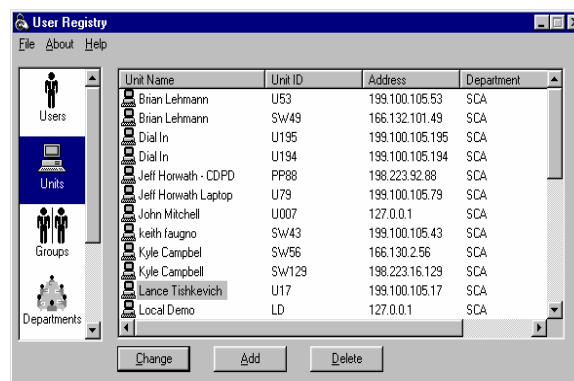 User Registry
File About Help
Users
Units
Groups
Departments
Unit Name Unit ID Address Department
Brian Lehmann U53 199.100.105.53 SCA
Brian Lehmann SW49 166.132.101.49 SCA
Dial In U195 199.100.105.195 SCA
Dial In U194 199.100.105.194 SCA
Jeff Horwath - CDPD PP88 198.223.92.88 SCA
Jeff Horwath Laptop U79 199.100.105.79 SCA
John Mitchell U007 127.0.0.1 SCA
keith faugno SW43 199.100.105.43 SCA
Kyle Campbel SW56 166.130.2.56 SCA
Kyle Campbell SW129 198.223.16.129 SCA
Lance Tishkevich U17 199.100.105.17 SCA
Local Demo LD 127.0.0.1 SCA
Change Add Delete